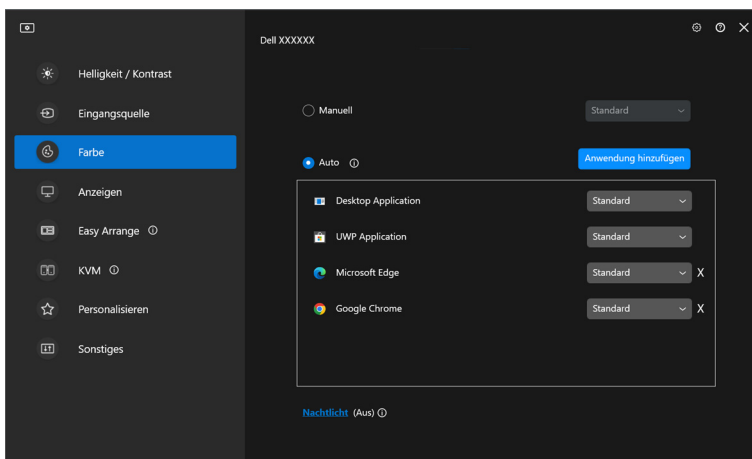 Dell XXXXXX
Helligkeit / Kontrast
Eingangsquelle
Farbe
Anzeigen
Easy Arrange
KVM
Personalisieren
Sonstiges
Manuell Standard
Auto Anwendung hinzufügen
Desktop Application Standard
UWP Application Standard
Microsoft Edge Standard X
Google Chrome Standard X
Nachtlicht (Aus)